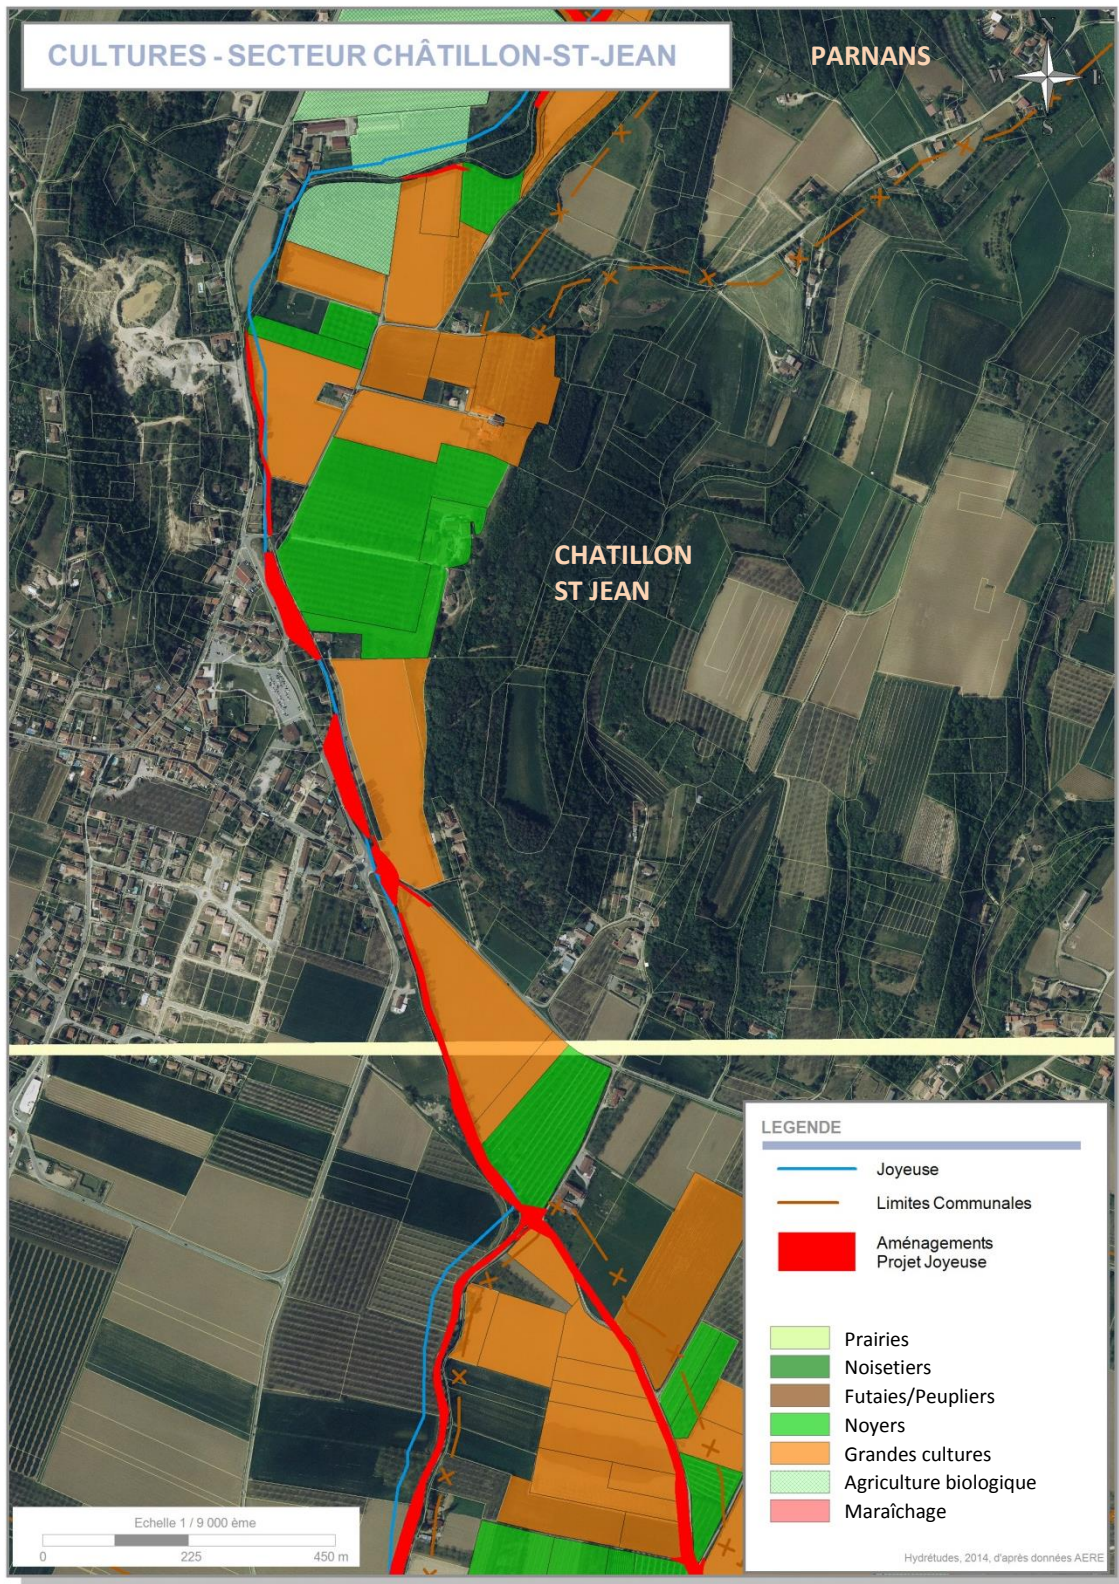 CULTURES - SECTEUR CHÂTILLON-ST-JEAN
PARNANS
S
CHATILLON
ST JEAN
LEGENDE
Joyeuse
Limites Communales
Aménagements
Projet Joyeuse
Prairies
Noisetiers
Futaies/Peupliers
Noyers
Grandes cultures
Agriculture biologique
Maraîchage
Echelle 1 / 9 000 ème
0 225 450 m
Hydrétudes, 2014, d'après données AERE